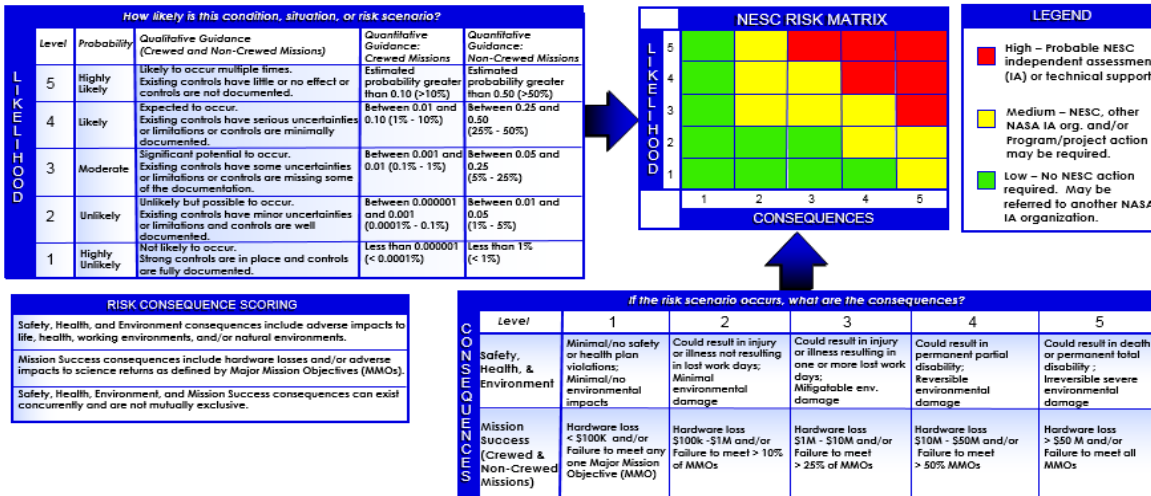 How likely is this condition, situation, or risk scenario?
LIKELIHOOD
Level
Probability
Qualitative Guidance
(Crewed and Non-Crewed Missions)
Quantitative
Guidance:
Crewed Missions
Quantitative
Guidance:
Non-Crewed Missions
5
Highly
Likely
Likely to occur multiple times.
Existing controls have little or no effect or
controls are not documented.
Estimated
probability greater
than 0.10 (>10%)
Estimated
probability greater
than 0.50 (>50%)
4
Likely
Expected to occur.
Existing controls have serious uncertainties
or limitations or controls are minimally
documented.
Between 0.01 and
0.10 (1% - 10%)
Between 0.25 and
0.50
(25% - 50%)
3
Moderate
Significant potential to occur.
Existing controls have some uncertainties
or limitations or controls are missing some
of the documentation.
Between 0.001 and
0.01 (0.1% - 1%)
Between 0.05 and
0.25
(5% - 25%)
2
Unlikely
Unlikely but possible to occur.
Existing controls have minor uncertainties
or limitations and controls are well
documented.
Between 0.000001
and 0.001
(0.0001% - 0.1%)
Between 0.01 and
0.05
(1% - 5%)
1
Highly
Unlikely
Not likely to occur.
Strong controls are in place and controls
are fully documented.
Less than 0.000001
(< 0.0001%)
Less than 1%
(< 1%)
NESC RISK MATRIX
LIKELIHOOD
5
4
3
2
1
1 2 3 4 5
CONSEQUENCES
LEGEND
High – Probable NESC
independent assessment
(IA) or technical support
Medium – NESC, other
NASA IA org. and/or
Program/project action
may be required.
Low – No NESC action
required. May be
referred to another NASA
IA organization.
RISK CONSEQUENCE SCORING
Safety, Health, and Environment consequences include adverse impacts to
life, health, working environments, and/or natural environments.
Mission Success consequences include hardware losses and/or adverse
impacts to science returns as defined by Major Mission Objectives (MMOs).
Safety, Health, Environment, and Mission Success consequences can exist
concurrently and are not mutually exclusive.
If the risk scenario occurs, what are the consequences?
CONSEQUENCES
Level
1
2
3
4
5
Safety,
Health, &
Environment
Minimal/no safety
or health plan
violations;
Minimal/no
environmental
impacts
Could result in injury
or illness not resulting
in lost work days;
Minimal
environmental
damage
Could result in injury
or illness resulting in
one or more lost work
days;
Mitigatable env.
damage
Could result in
permanent partial
disability;
Reversible
environmental
damage
Could result in death
or permanent total
disability ;
Irreversible severe
environmental
damage
Mission
Success
(Crewed &
Non-Crewed
Missions)
Hardware loss
< $100K and/or
Failure to meet any
one Major Mission
Objective (MMO)
Hardware loss
$100k -$1M and/or
Failure to meet > 10%
of MMOs
Hardware loss
$1M - $10M and/or
Failure to meet
> 25% of MMOs
Hardware loss
$10M - $50M and/or
Failure to meet
> 50% MMOs
Hardware loss
> $50 M and/or
Failure to meet all
MMOs